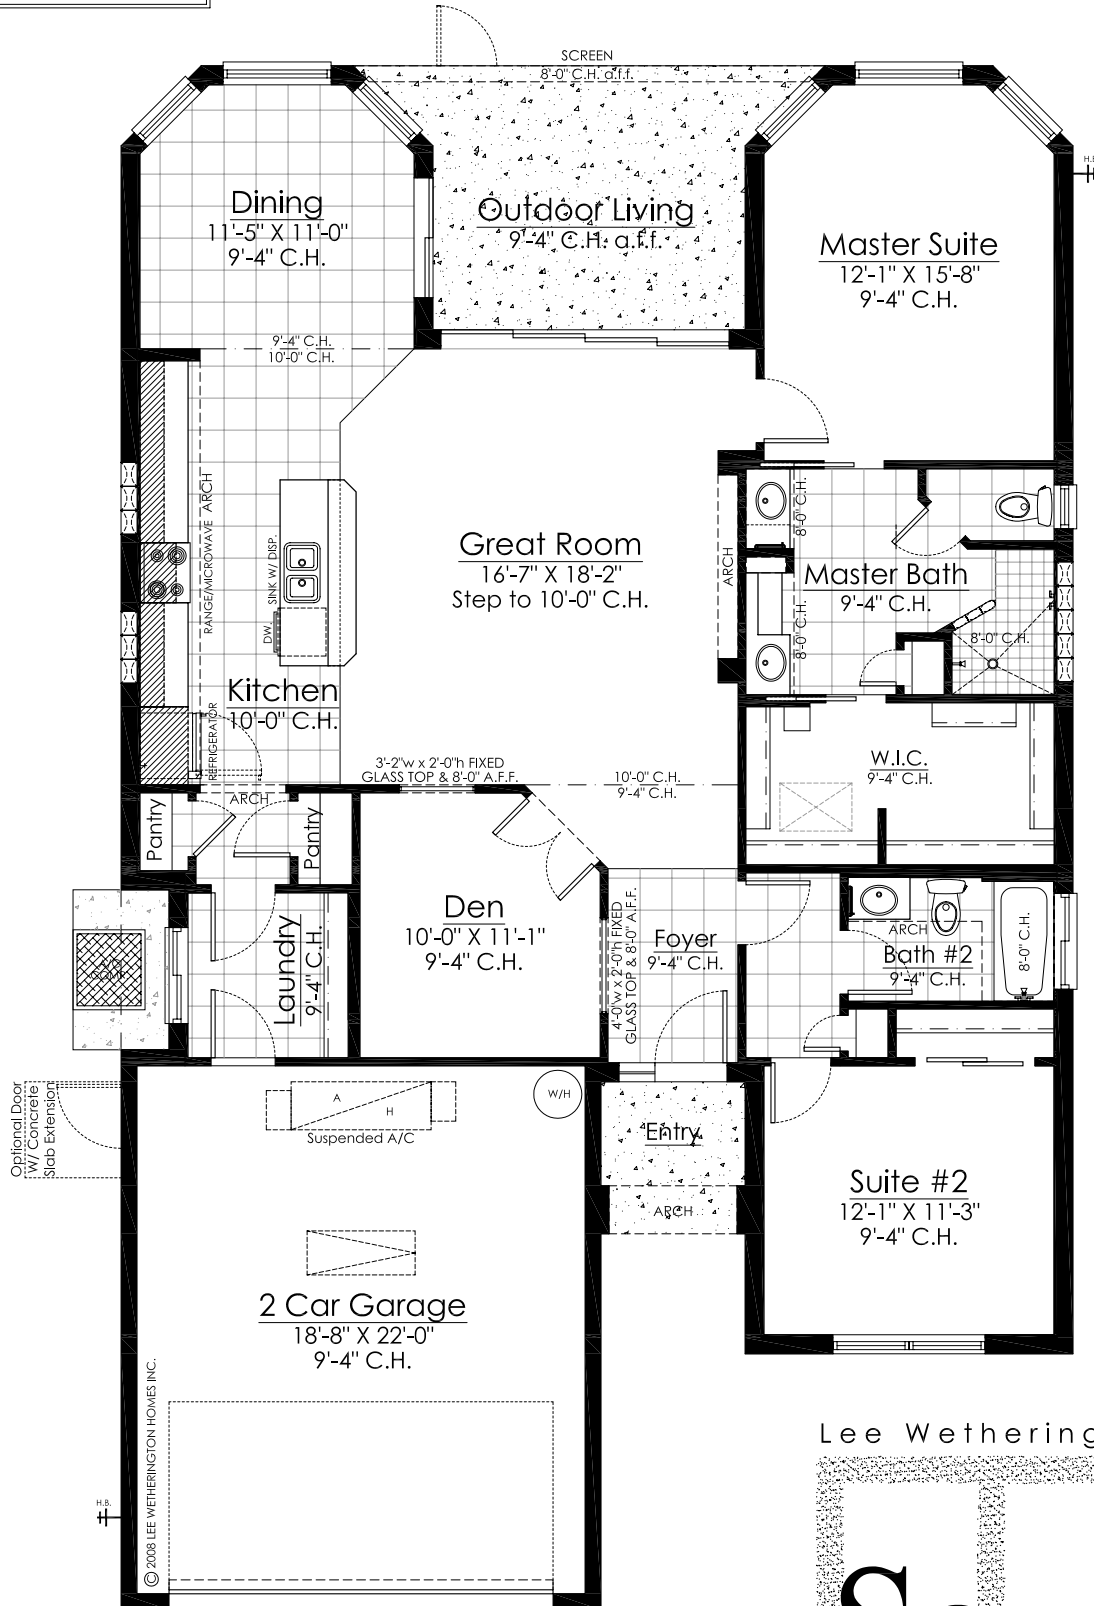 SCREEN
8'-0" C.H. a.f.f.
H.B.
Dining
11'-5" X 11'-0"
9'-4" C.H.
Outdoor Living
9'-4" C.H. a.f.f.
Master Suite
12'-1" X 15'-8"
9'-4" C.H.
9'-4" C.H.
10'-0" C.H.
RANGE/MICROWAVE ARCH
SINK W/ DISP.
DW
Great Room
16'-7" X 18'-2"
Step to 10'-0" C.H.
ARCH
8'-0" C.H.
Master Bath
9'-4" C.H.
8'-0" C.H.
8'-0" C.H.
Kitchen
10'-0" C.H.
REFRIGERATOR
3'-2"w x 2'-0"h FIXED
GLASS TOP & 8'-0" A.F.F.
10'-0" C.H.
9'-4" C.H.
W.I.C.
9'-4" C.H.
ARCH
Pantry
Pantry
Den
10'-0" X 11'-1"
9'-4" C.H.
Laundry
9'-4" C.H.
4'-0"w x 2'-0"h FIXED
GLASS TOP & 8'-0" A.F.F.
Foyer
9'-4" C.H.
ARCH
Bath #2
9'-4" C.H.
8'-0" C.H.
Optional Door
W/ Concrete
Slab Extension
A
H
Suspended A/C
W/H
Entry
ARCH
Suite #2
12'-1" X 11'-3"
9'-4" C.H.
2 Car Garage
18'-8" X 22'-0"
9'-4" C.H.
© 2008 LEE WETHERINGTON HOMES INC.
H.B.
Lee Wethering
S